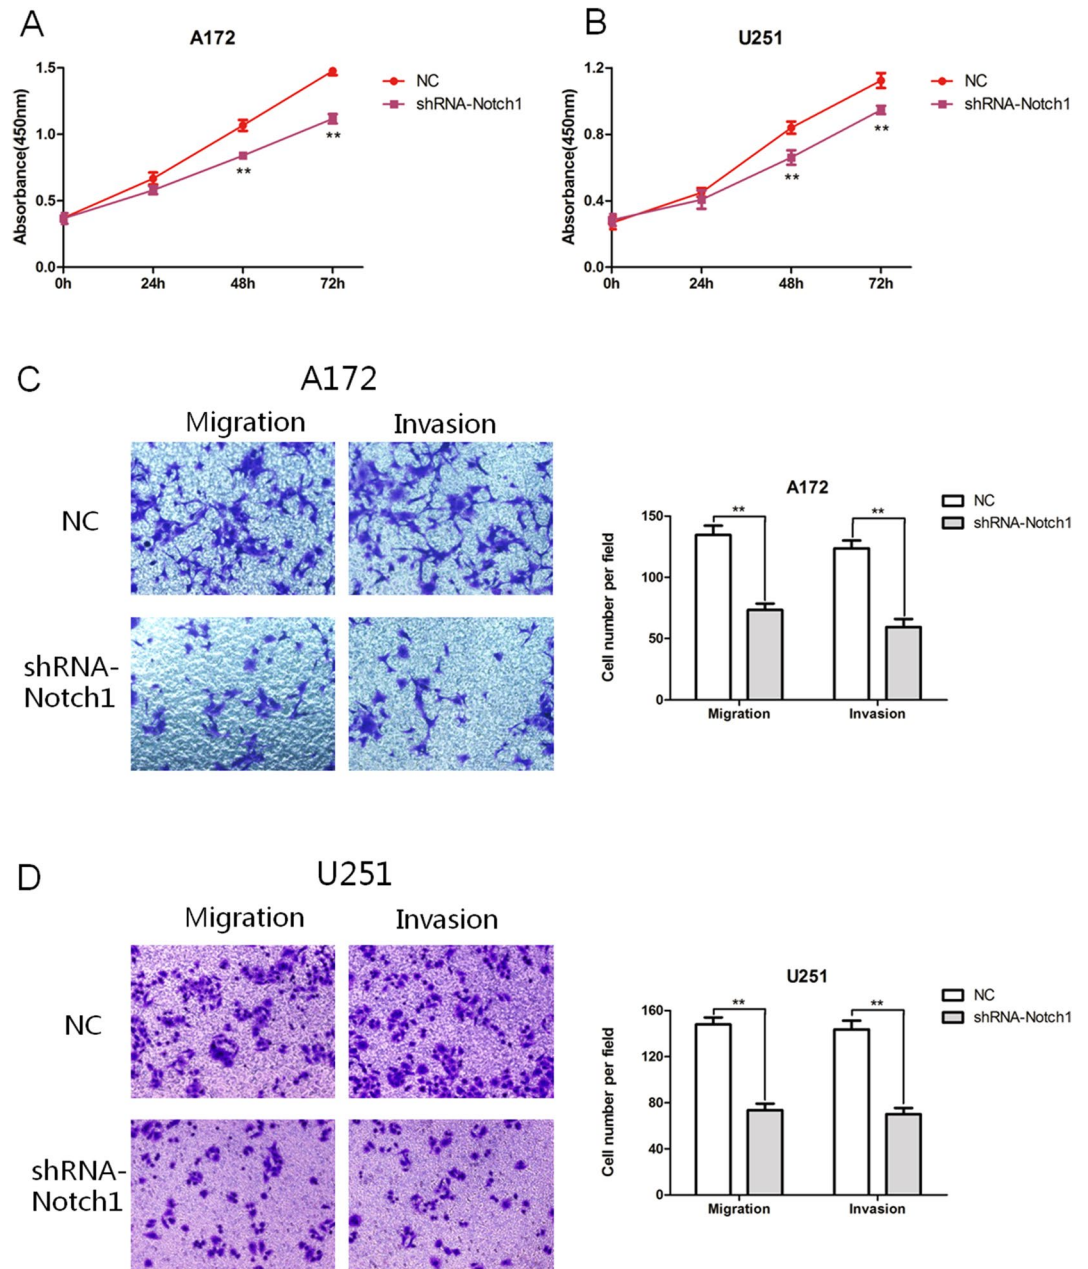 A
A172
Absorbance(450nm)
1.5
1.0
0.5
0.0
0h
24h
48h
72h
**
**
NC
shRNA-Notch1
B
U251
Absorbance(450nm)
1.2
0.8
0.4
0.0
0h
24h
48h
72h
**
**
NC
shRNA-Notch1
C
A172
Migration
Invasion
NC
shRNA-
Notch1
A172
Cell number per field
150
100
50
0
**
**
Migration
Invasion
NC
shRNA-Notch1
D
U251
Migration
Invasion
NC
shRNA-
Notch1
U251
Cell number per field
160
120
80
40
0
**
**
Migration
Invasion
NC
shRNA-Notch1